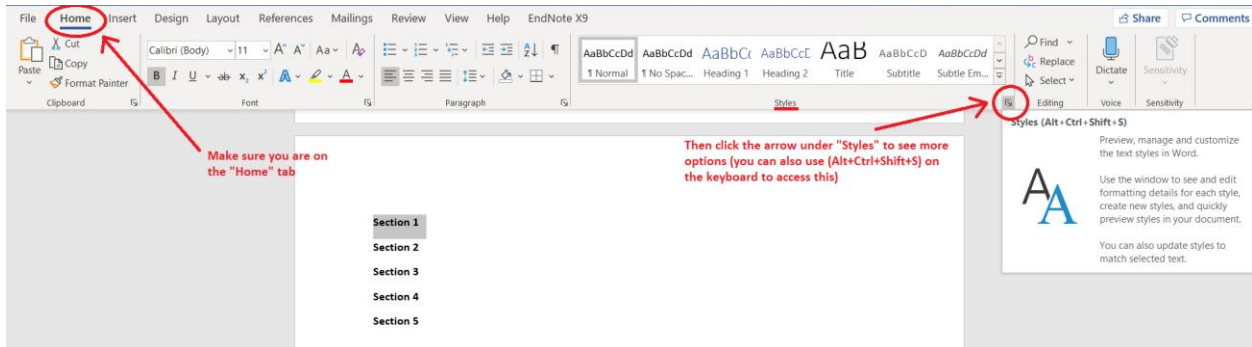 File Home Insert Design Layout References Mailings Review View Help EndNote X9 Share Comments
Cut
Copy
Format Painter
Paste
Calibri (Body) 11 A A Aa A
B I U ab x₂ x² A A
AaBbCcDd AaBbCcDd AaBbCc AaBbCcC AaB AaBbCcD AaBbCcDd
¶ Normal ¶ No Spac... Heading 1 Heading 2 Title Subtitle Subtle Em...
Find
Replace
Select
Dictate
Sensitivity
Clipboard Font Paragraph Styles Editing Voice Sensitivity
Make sure you are on
the "Home" tab
Then click the arrow under "Styles" to see more
options (you can also use (Alt+Ctrl+Shift+S) on
the keyboard to access this)
Styles (Alt+Ctrl+Shift+S)
Preview, manage and customize
the text styles in Word.
Use the window to see and edit
formatting details for each style,
create new styles, and quickly
preview styles in your document.
You can also update styles to
match selected text.
Section 1
Section 2
Section 3
Section 4
Section 5